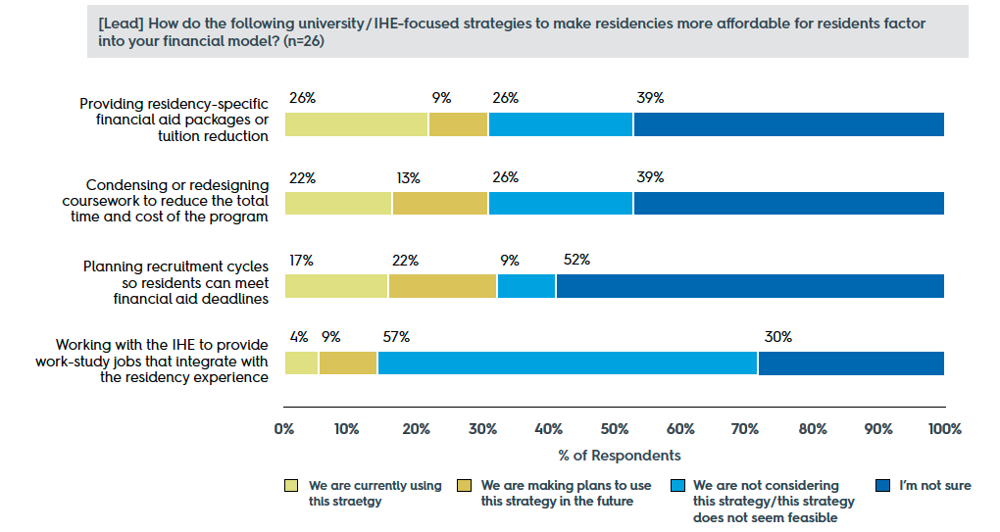 [Lead] How do the following university/IHE-focused strategies to make residencies more affordable for residents factor
into your financial model? (n=26)
26% 9% 26% 39%
Providing residency-specific
financial aid packages or
tuition reduction
22% 13% 26% 39%
Condensing or redesigning
coursework to reduce the total
time and cost of the program
17% 22% 9% 52%
Planning recruitment cycles
so residents can meet
financial aid deadlines
4% 9% 57% 30%
Working with the IHE to provide
work-study jobs that integrate with
the residency experience
0% 10% 20% 30% 40% 50% 60% 70% 80% 90% 100%
% of Respondents
We are currently using
this straetgy
We are making plans to use
this strategy in the future
We are not considering
this strategy/this strategy
does not seem feasible
I'm not sure